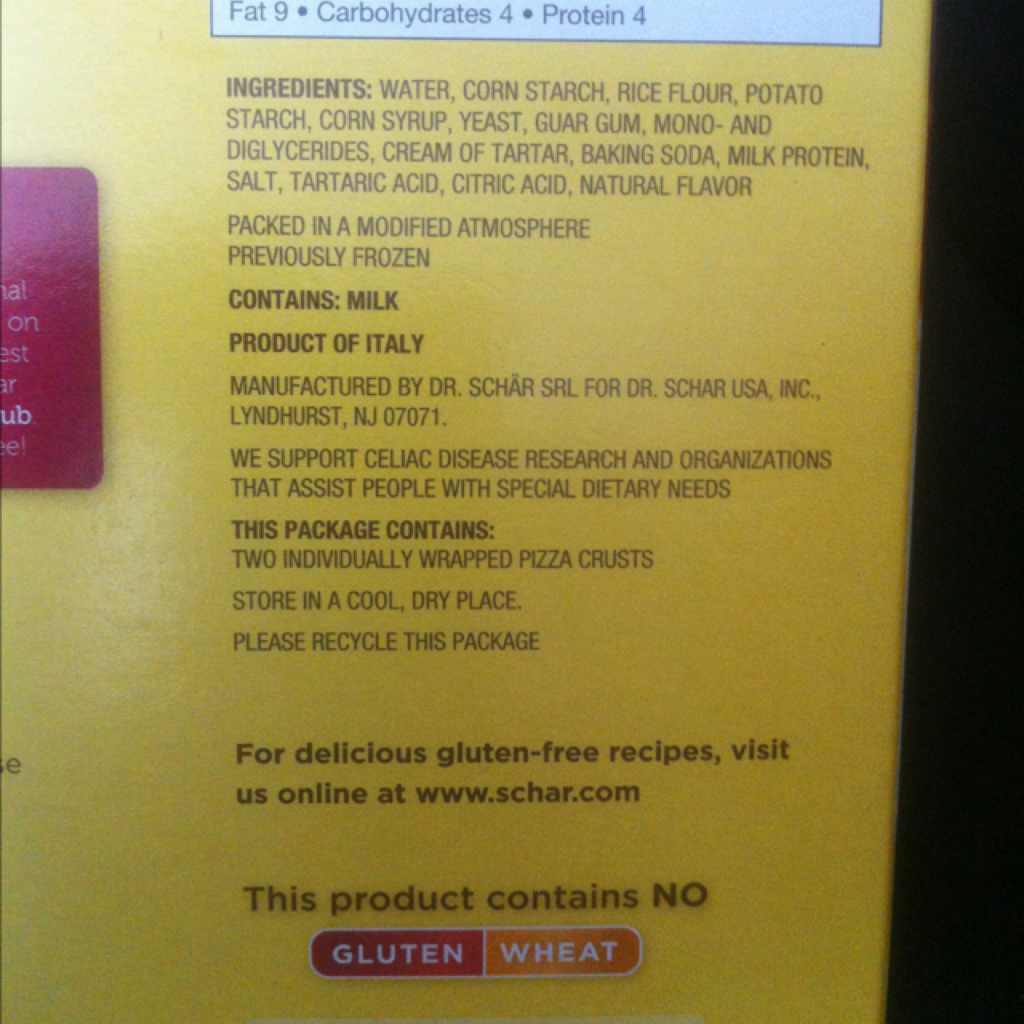 Fat 9 • Carbohydrates 4 • Protein 4
INGREDIENTS: WATER, CORN STARCH, RICE FLOUR, POTATO
STARCH, CORN SYRUP, YEAST, GUAR GUM, MONO- AND
DIGLYCERIDES, CREAM OF TARTAR, BAKING SODA, MILK PROTEIN,
SALT, TARTARIC ACID, CITRIC ACID, NATURAL FLAVOR
PACKED IN A MODIFIED ATMOSPHERE
PREVIOUSLY FROZEN
CONTAINS: MILK
PRODUCT OF ITALY
MANUFACTURED BY DR. SCHÄR SRL FOR DR. SCHAR USA, INC.,
LYNDHURST, NJ 07071.
WE SUPPORT CELIAC DISEASE RESEARCH AND ORGANIZATIONS
THAT ASSIST PEOPLE WITH SPECIAL DIETARY NEEDS
THIS PACKAGE CONTAINS:
TWO INDIVIDUALLY WRAPPED PIZZA CRUSTS
STORE IN A COOL, DRY PLACE.
PLEASE RECYCLE THIS PACKAGE
For delicious gluten-free recipes, visit
us online at www.schar.com
This product contains NO
GLUTEN WHEAT
on